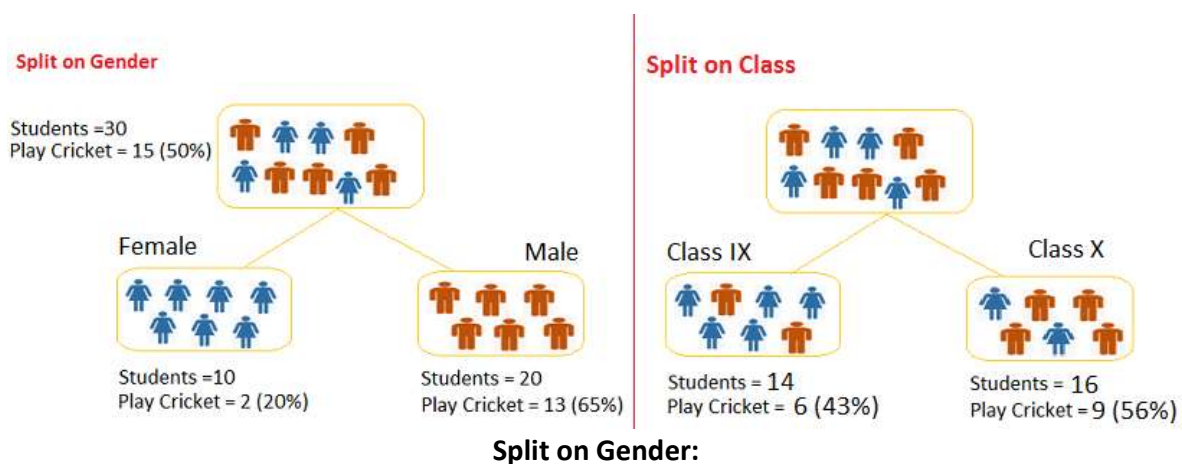 Split on Gender
Students =30
Play Cricket = 15 (50%)
Female
Male
Students =10
Play Cricket = 2 (20%)
Students = 20
Play Cricket = 13 (65%)
Split on Class
Class IX
Class X
Students = 14
Play Cricket = 6 (43%)
Students = 16
Play Cricket = 9 (56%)
Split on Gender: